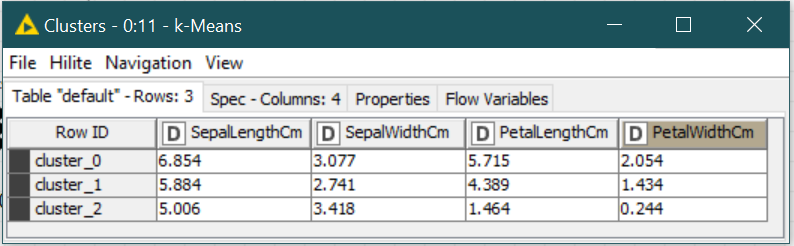 Clusters - 0:11 - k-Means
File Hilite Navigation View
Table "default" - Rows: 3 Spec - Columns: 4 Properties Flow Variables
Row ID D SepalLengthCm D SepalWidthCm D PetalLengthCm D PetalWidthCm
cluster_0 6.854 3.077 5.715 2.054
cluster_1 5.884 2.741 4.389 1.434
cluster_2 5.006 3.418 1.464 0.244